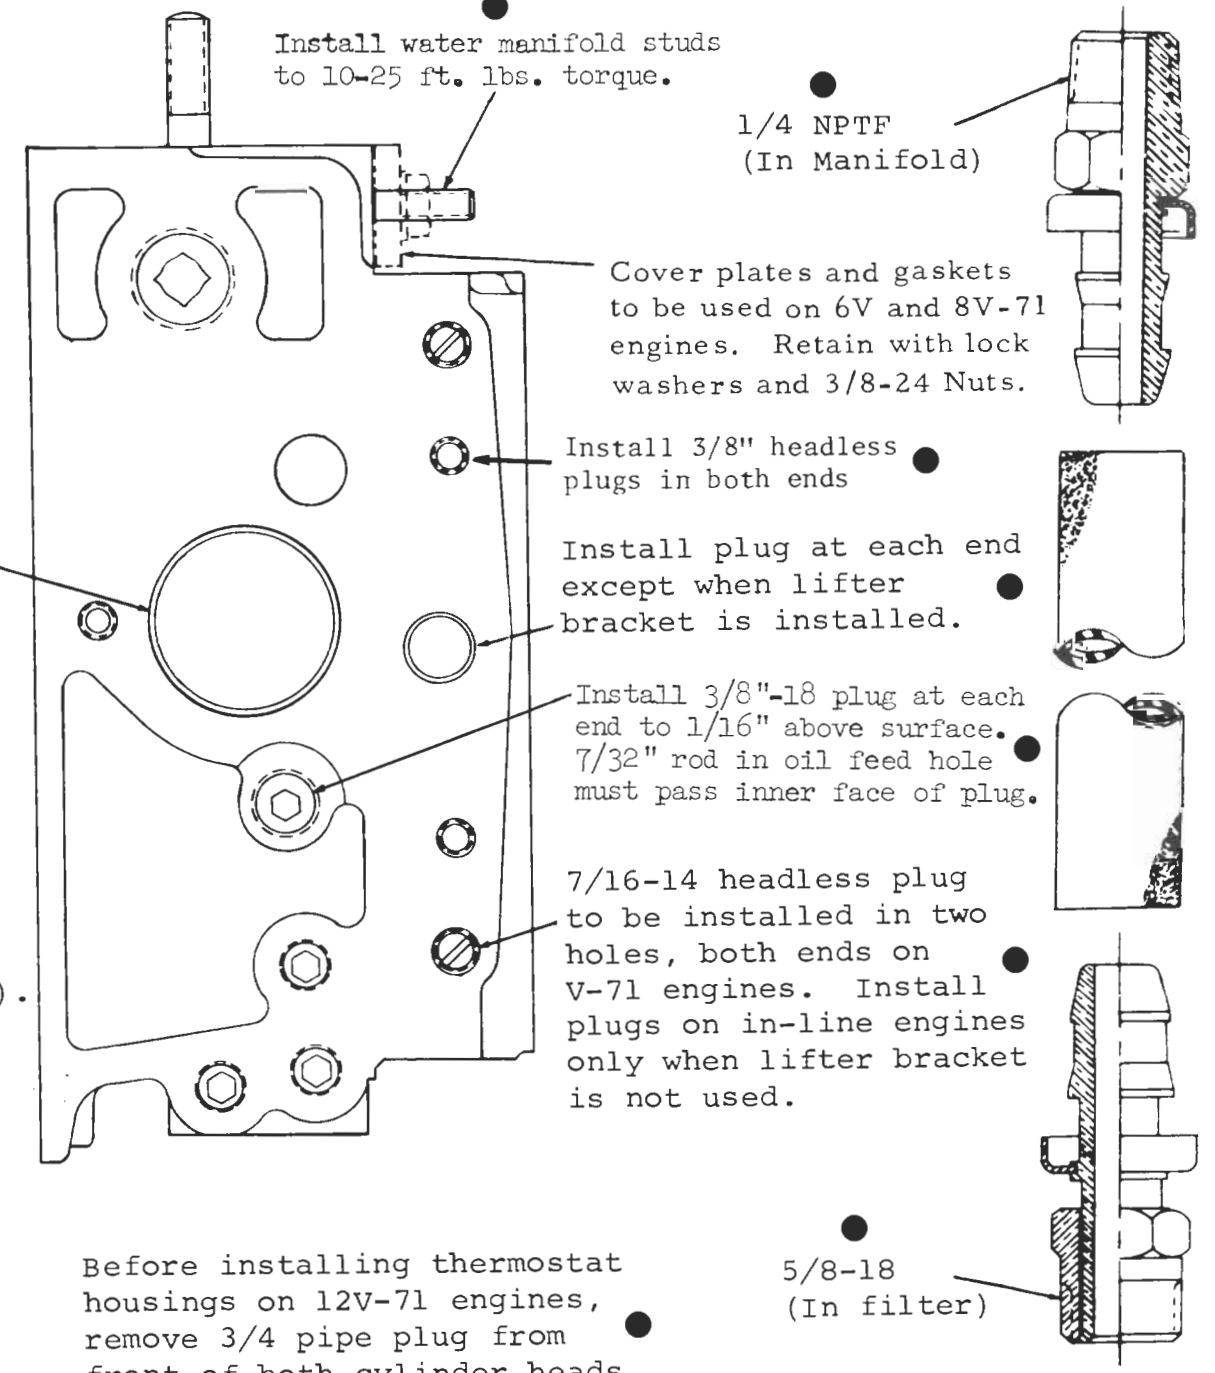 Install water manifold studs
to 10-25 ft. lbs. torque.
1/4 NPTF
(In Manifold)
Cover plates and gaskets
to be used on 6V and 8V-71
engines. Retain with lock
washers and 3/8-24 Nuts.
Install 3/8" headless
plugs in both ends
Install plug at each end
except when lifter
bracket is installed.
Install 3/8"-18 plug at each
end to 1/16" above surface.
7/32" rod in oil feed hole
must pass inner face of plug.
7/16-14 headless plug
to be installed in two
holes, both ends on
V-71 engines. Install
plugs on in-line engines
only when lifter bracket
is not used.
) .
Before installing thermostat
housings on 12V-71 engines,
remove 3/4 pipe plug from
front of both cylinder heads
5/8-18
(In filter)